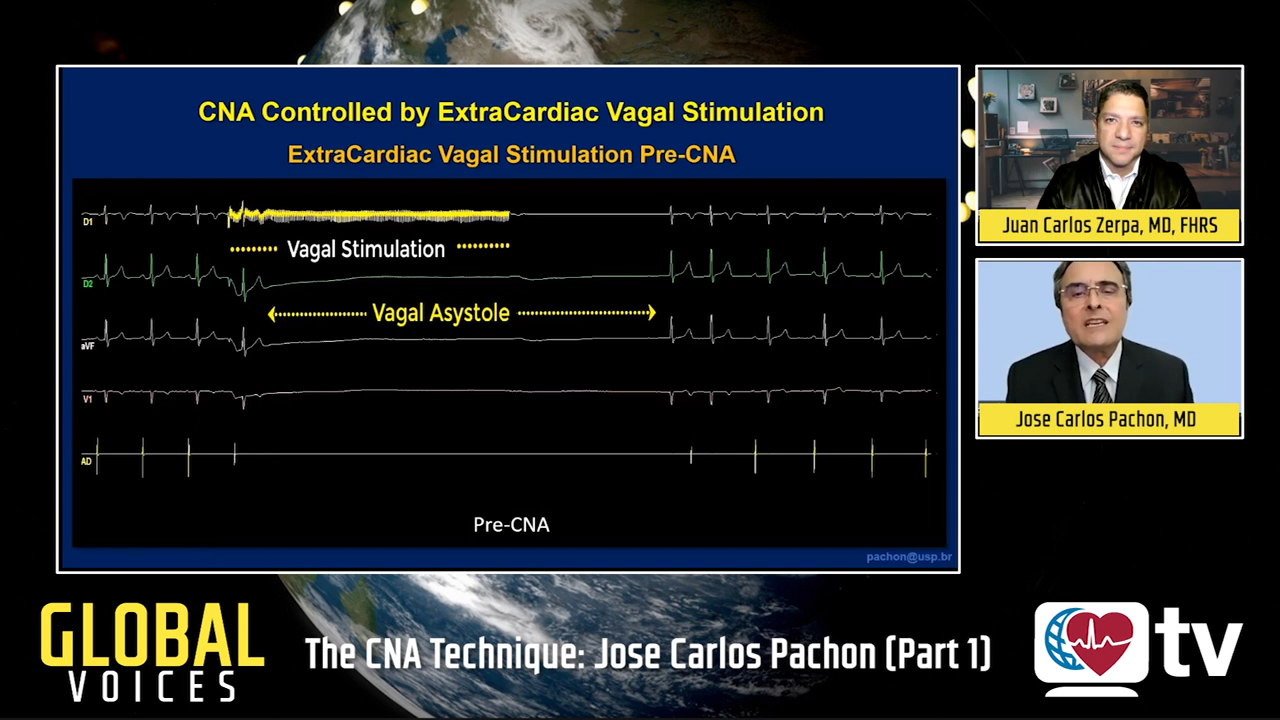 CNA Controlled by ExtraCardiac Vagal Stimulation
ExtraCardiac Vagal Stimulation Pre-CNA
D1
Vagal Stimulation
D2
Vagal Asystole
aVF
V1
AD
Pre-CNA
pachon@usp.br
Juan Carlos Zerpa, MD, FHRS
Jose Carlos Pachon, MD
GLOBAL
VOICES
The CNA Technique: Jose Carlos Pachon (Part 1)
tv